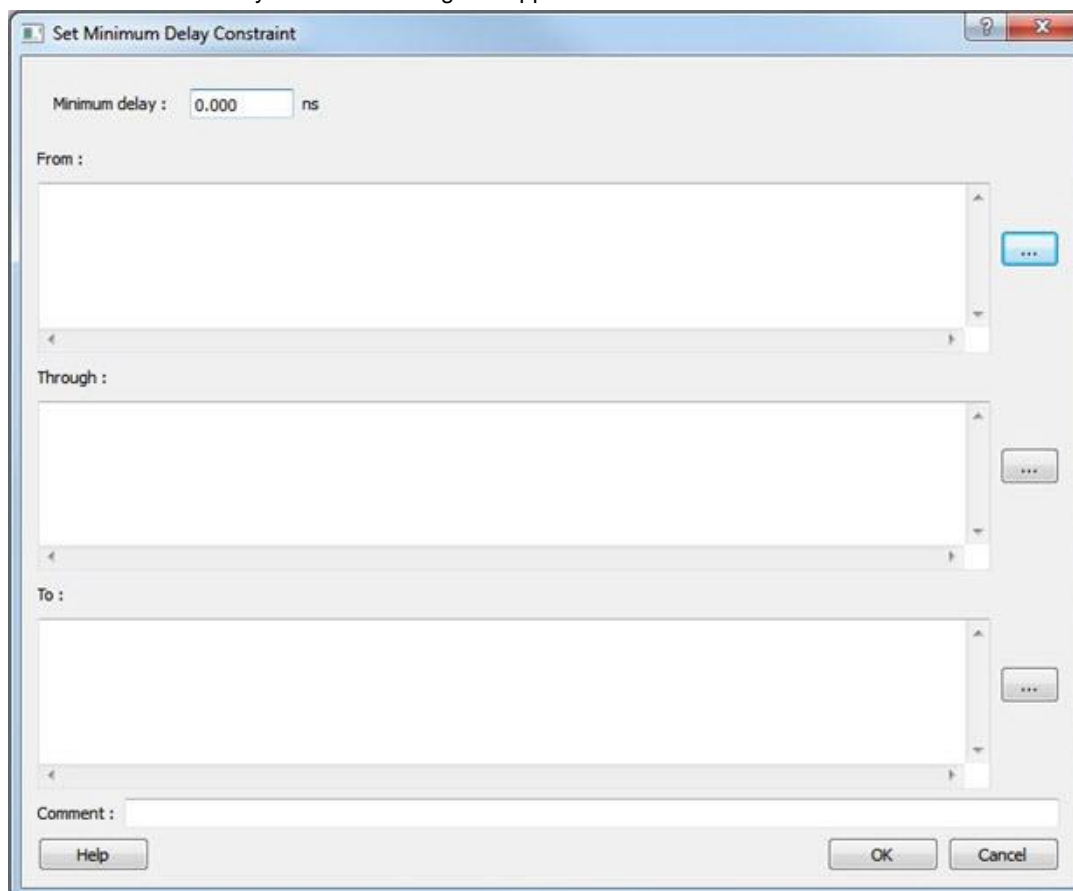 Set Minimum Delay Constraint
Minimum delay : 0.000 ns
From :
...
Through :
...
To :
...
Comment :
Help OK Cancel